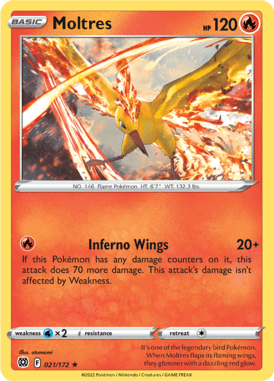 BASIC Moltres HP 120
NO. 146 Flame Pokémon HT: 6'7" WT: 132.3 lbs.
Inferno Wings 20+
If this Pokémon has any damage counters on it, this
attack does 70 more damage. This attack's damage isn't
affected by Weakness.
weakness ×2 resistance retreat
Illus. otumami
F 021/172 ★
It's one of the legendary bird Pokémon.
When Moltres flaps its flaming wings,
they glimmer with a dazzling red glow.
©2022 Pokémon / Nintendo / Creatures / GAME FREAK